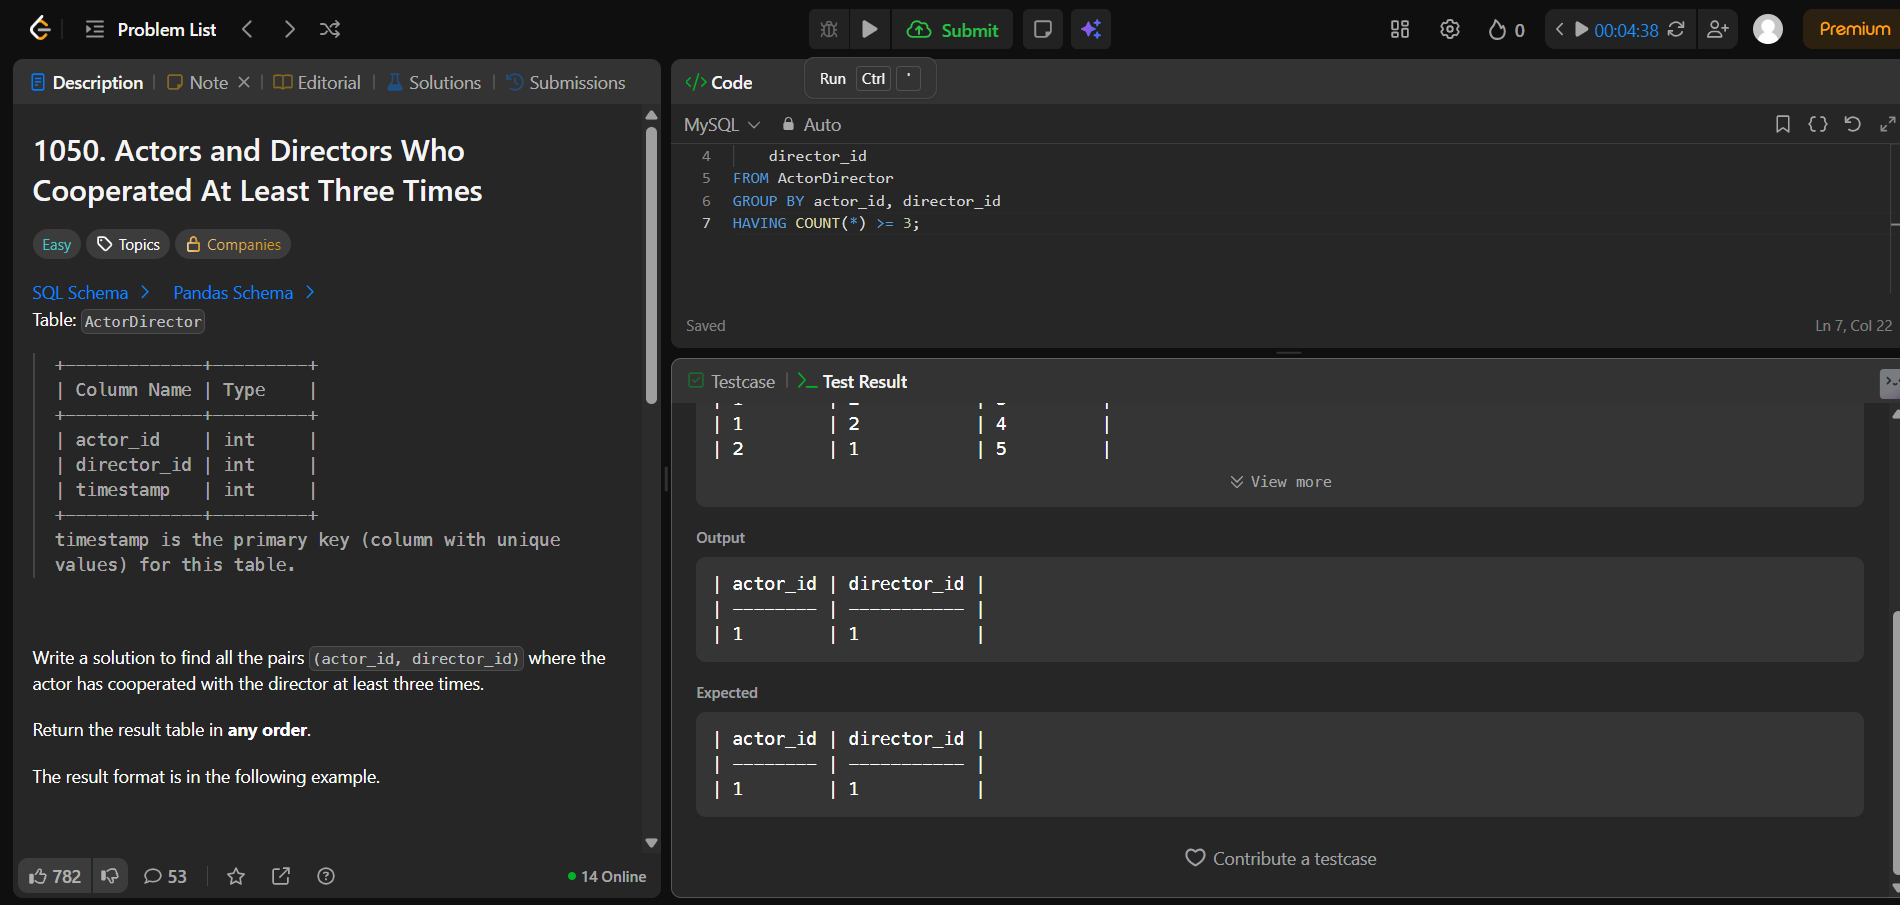 Problem List
Submit
0
00:04:38
Premium
Description
Note
Editorial
Solutions
Submissions
1050. Actors and Directors Who
Cooperated At Least Three Times
Easy
Topics
Companies
SQL Schema
Pandas Schema
Table: ActorDirector
+-------------+---------+
| Column Name | Type    |
+-------------+---------+
| actor_id    | int     |
| director_id | int     |
| timestamp   | int     |
+-------------+---------+
timestamp is the primary key (column with unique
values) for this table.
Write a solution to find all the pairs (actor_id, director_id) where the
actor has cooperated with the director at least three times.
Return the result table in any order.
The result format is in the following example.
782
53
14 Online
</> Code
Run Ctrl '
MySQL
Auto
4 director_id
5 FROM ActorDirector
6 GROUP BY actor_id, director_id
7 HAVING COUNT(*) >= 3;
Saved
Ln 7, Col 22
Testcase
Test Result
| 1        | 2           | 4         |
| 2        | 1           | 5         |
View more
Output
| actor_id | director_id |
| -------- | ----------- |
| 1        | 1           |
Expected
| actor_id | director_id |
| -------- | ----------- |
| 1        | 1           |
Contribute a testcase